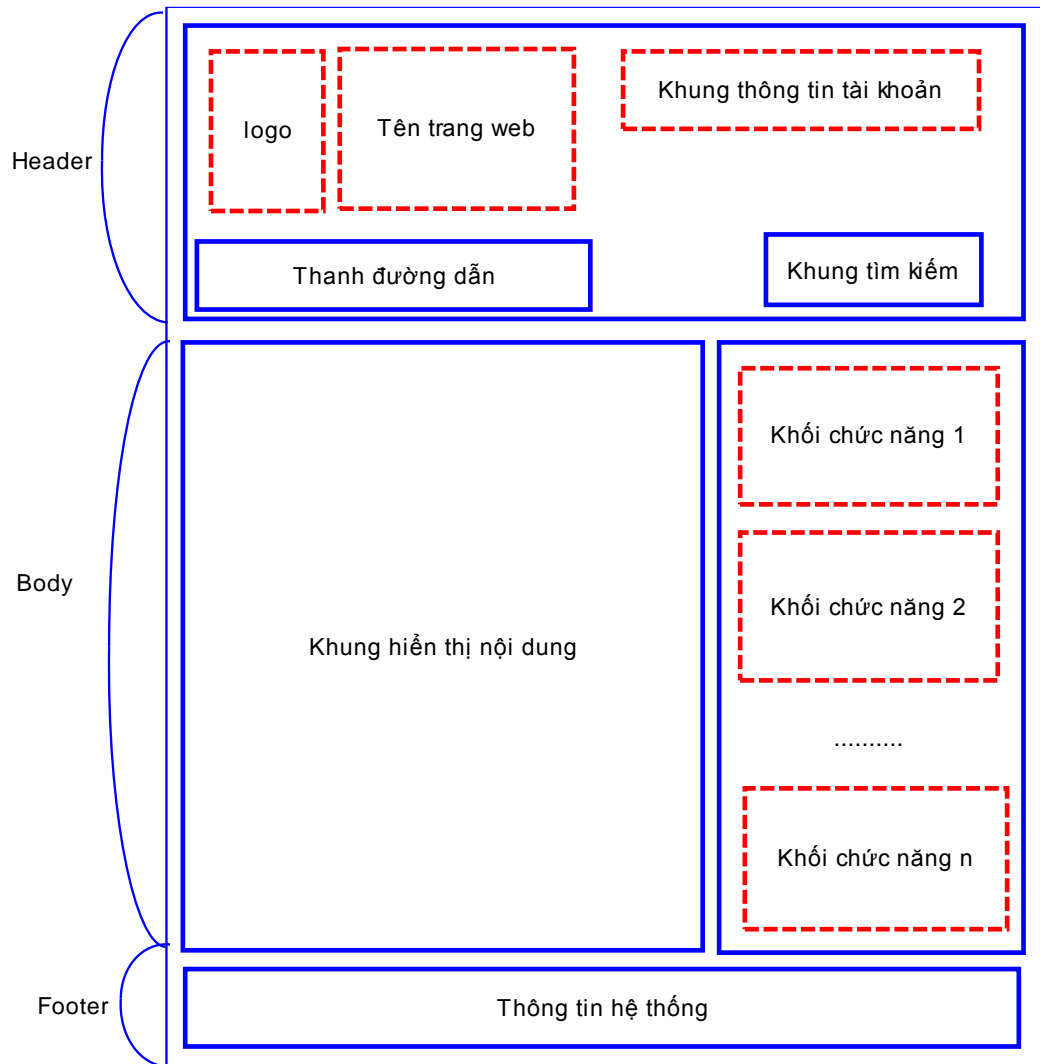 Header
logo
Tên trang web
Khung thông tin tài khoản
Thanh đường dẫn
Khung tìm kiếm
Body
Khung hiển thị nội dung
Khối chức năng 1
Khối chức năng 2
..........
Khối chức năng n
Footer
Thông tin hệ thống